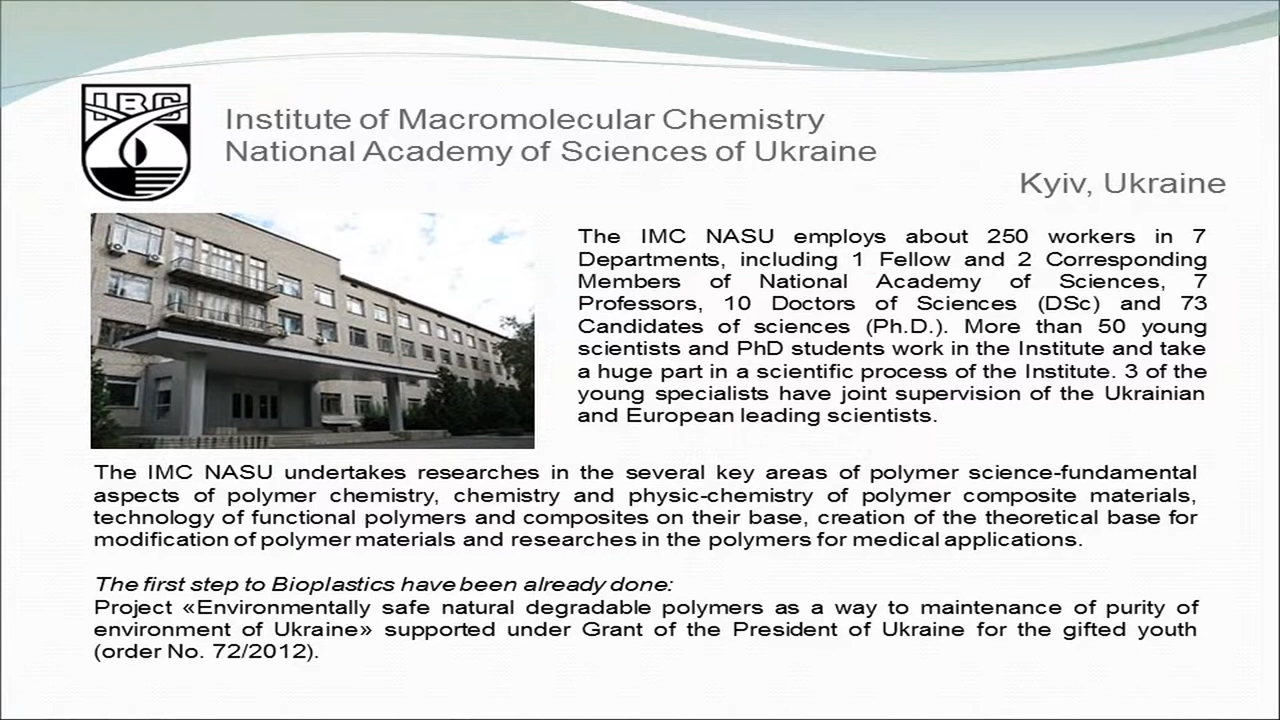 ІВС
Institute of Macromolecular Chemistry
National Academy of Sciences of Ukraine
Kyiv, Ukraine
The IMC NASU employs about 250 workers in 7
Departments, including 1 Fellow and 2 Corresponding
Members of National Academy of Sciences, 7
Professors, 10 Doctors of Sciences (DSc) and 73
Candidates of sciences (Ph.D.). More than 50 young
scientists and PhD students work in the Institute and take
a huge part in a scientific process of the Institute. 3 of the
young specialists have joint supervision of the Ukrainian
and European leading scientists.
The IMC NASU undertakes researches in the several key areas of polymer science-fundamental
aspects of polymer chemistry, chemistry and physic-chemistry of polymer composite materials,
technology of functional polymers and composites on their base, creation of the theoretical base for
modification of polymer materials and researches in the polymers for medical applications.
The first step to Bioplastics have been already done:
Project «Environmentally safe natural degradable polymers as a way to maintenance of purity of
environment of Ukraine» supported under Grant of the President of Ukraine for the gifted youth
(order No. 72/2012).